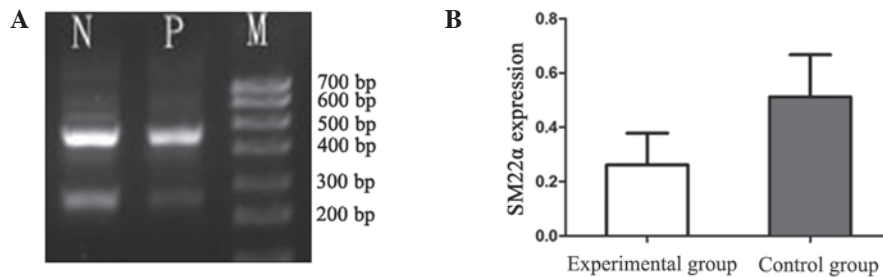 A
N P M
700 bp
600 bp
500 bp
400 bp
300 bp
200 bp
B
SM22α expression
0.8
0.6
0.4
0.2
0.0
Experimental group
Control group